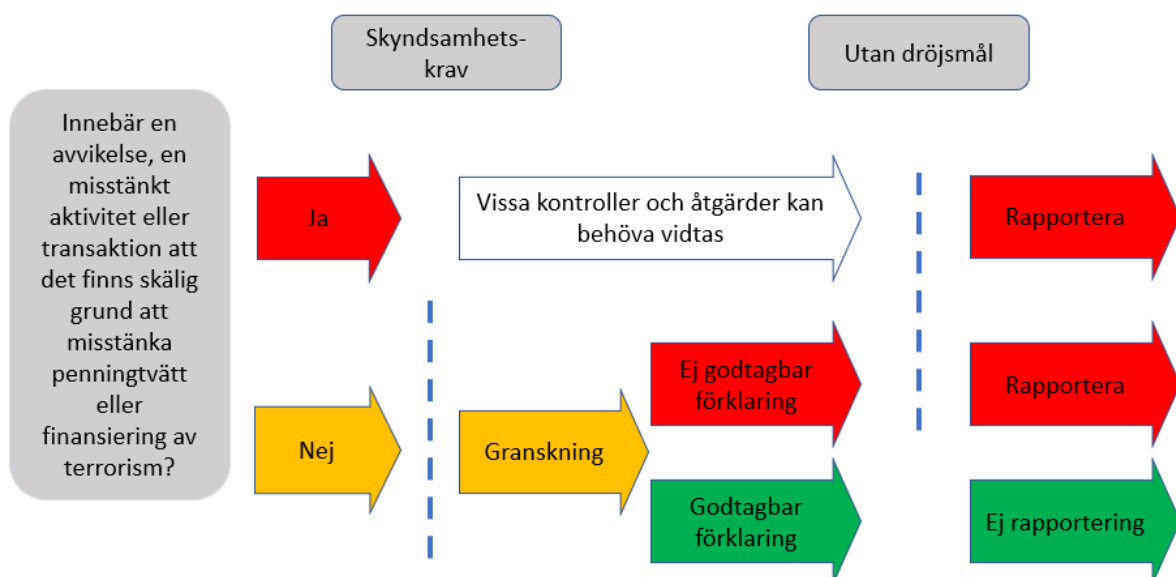 Skyndsamhets-
krav
Utan dröjsmål
Innebär en
avvikelse, en
misstänkt
aktivitet eller
transaktion att
det finns skälig
grund att
misstänka
penningtvätt
eller
finansiering av
terrorism?
Ja
Vissa kontroller och åtgärder kan
behöva vidtas
Rapportera
Nej
Granskning
Ej godtagbar
förklaring
Rapportera
Godtagbar
förklaring
Ej rapportering